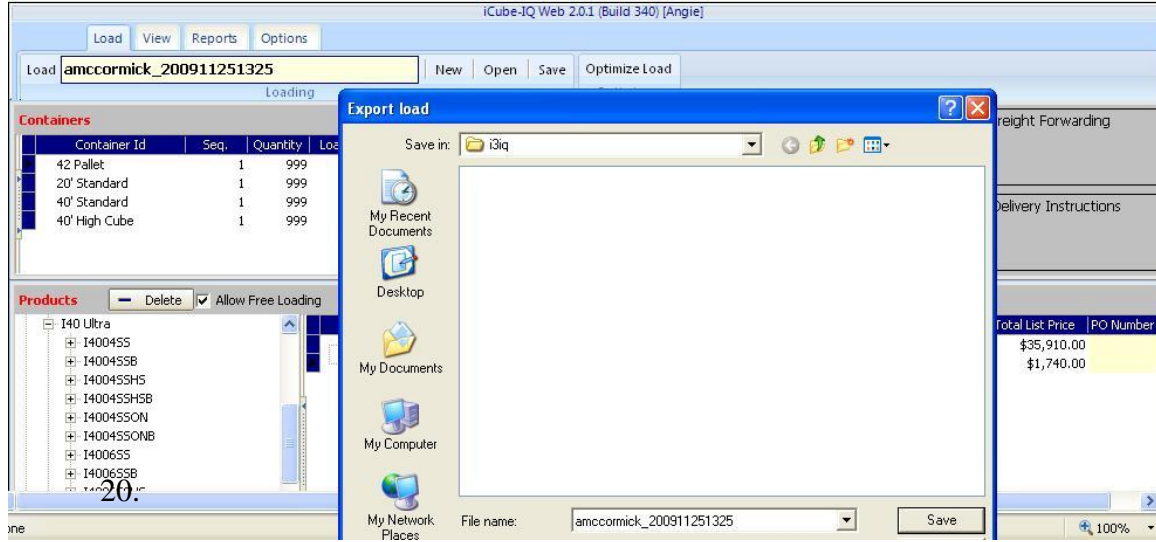 iCube-IQ Web 2.0.1 (Build 340) [Angie]
Load View Reports Options
Load amccormick_200911251325 New Open Save Optimize Load
Loading
Export load
Containers
Freight Forwarding
Container Id Seq. Quantity Loa
Save in: i3iq
42 Pallet 1 999
20' Standard 1 999
40' Standard 1 999
40' High Cube 1 999
My Recent
Documents
Delivery Instructions
Desktop
Products Delete Allow Free Loading
I40 Ultra
Total List Price PO Number
I4004SS
$35,910.00
I4004SSB
$1,740.00
My Documents
I4004SSHS
I4004SSHSB
I4004SSON
I4004SSONB
My Computer
I4006SS
I4006SSB
20.
My Network
Places
File name: amccormick_200911251325 Save
one
100%